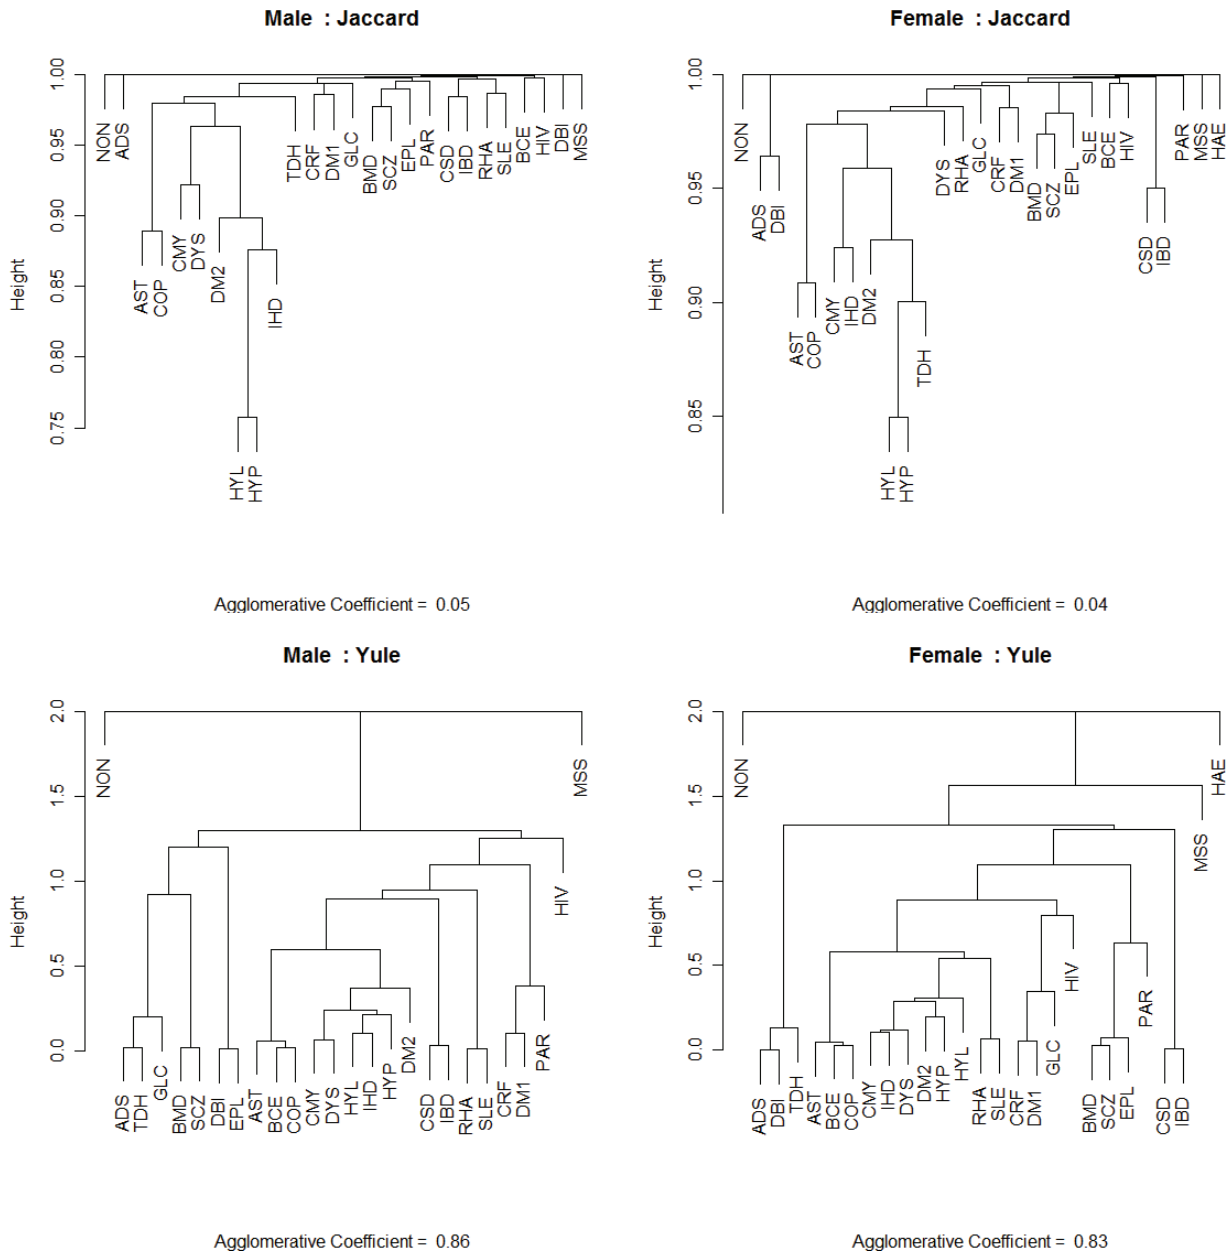 Male : Jaccard
Height
1.00
0.95
0.90
0.85
0.80
0.75
NON
ADS
AST
COP
CMY
DYS
DM2
HYL
HYP
IHD
TDH
CRF
DM1
GLC
BMD
SCZ
EPL
PAR
CSD
IBD
RHA
SLE
BCE
HIV
DBI
MSS
Agglomerative Coefficient = 0.05
Female : Jaccard
Height
1.00
0.95
0.90
0.85
NON
ADS
DBI
AST
COP
CMY
IHD
DM2
HYL
HYP
TDH
DYS
RHA
GLC
CRF
DM1
BMD
SCZ
EPL
SLE
BCE
HIV
CSD
IBD
PAR
MSS
HAE
Agglomerative Coefficient = 0.04
Male : Yule
Height
2.0
1.5
1.0
0.5
0.0
NON
ADS
TDH
GLC
BMD
SCZ
DBI
EPL
AST
BCE
COP
CMY
DYS
HYL
IHD
HYP
DM2
CSD
IBD
RHA
SLE
CRF
DM1
PAR
HIV
MSS
Agglomerative Coefficient = 0.86
Female : Yule
Height
2.0
1.5
1.0
0.5
0.0
NON
ADS
DBI
TDH
AST
BCE
COP
CMY
IHD
DYS
DM2
HYP
HYL
RHA
SLE
CRF
DM1
GLC
HIV
BMD
SCZ
EPL
PAR
CSD
IBD
MSS
HAE
Agglomerative Coefficient = 0.83